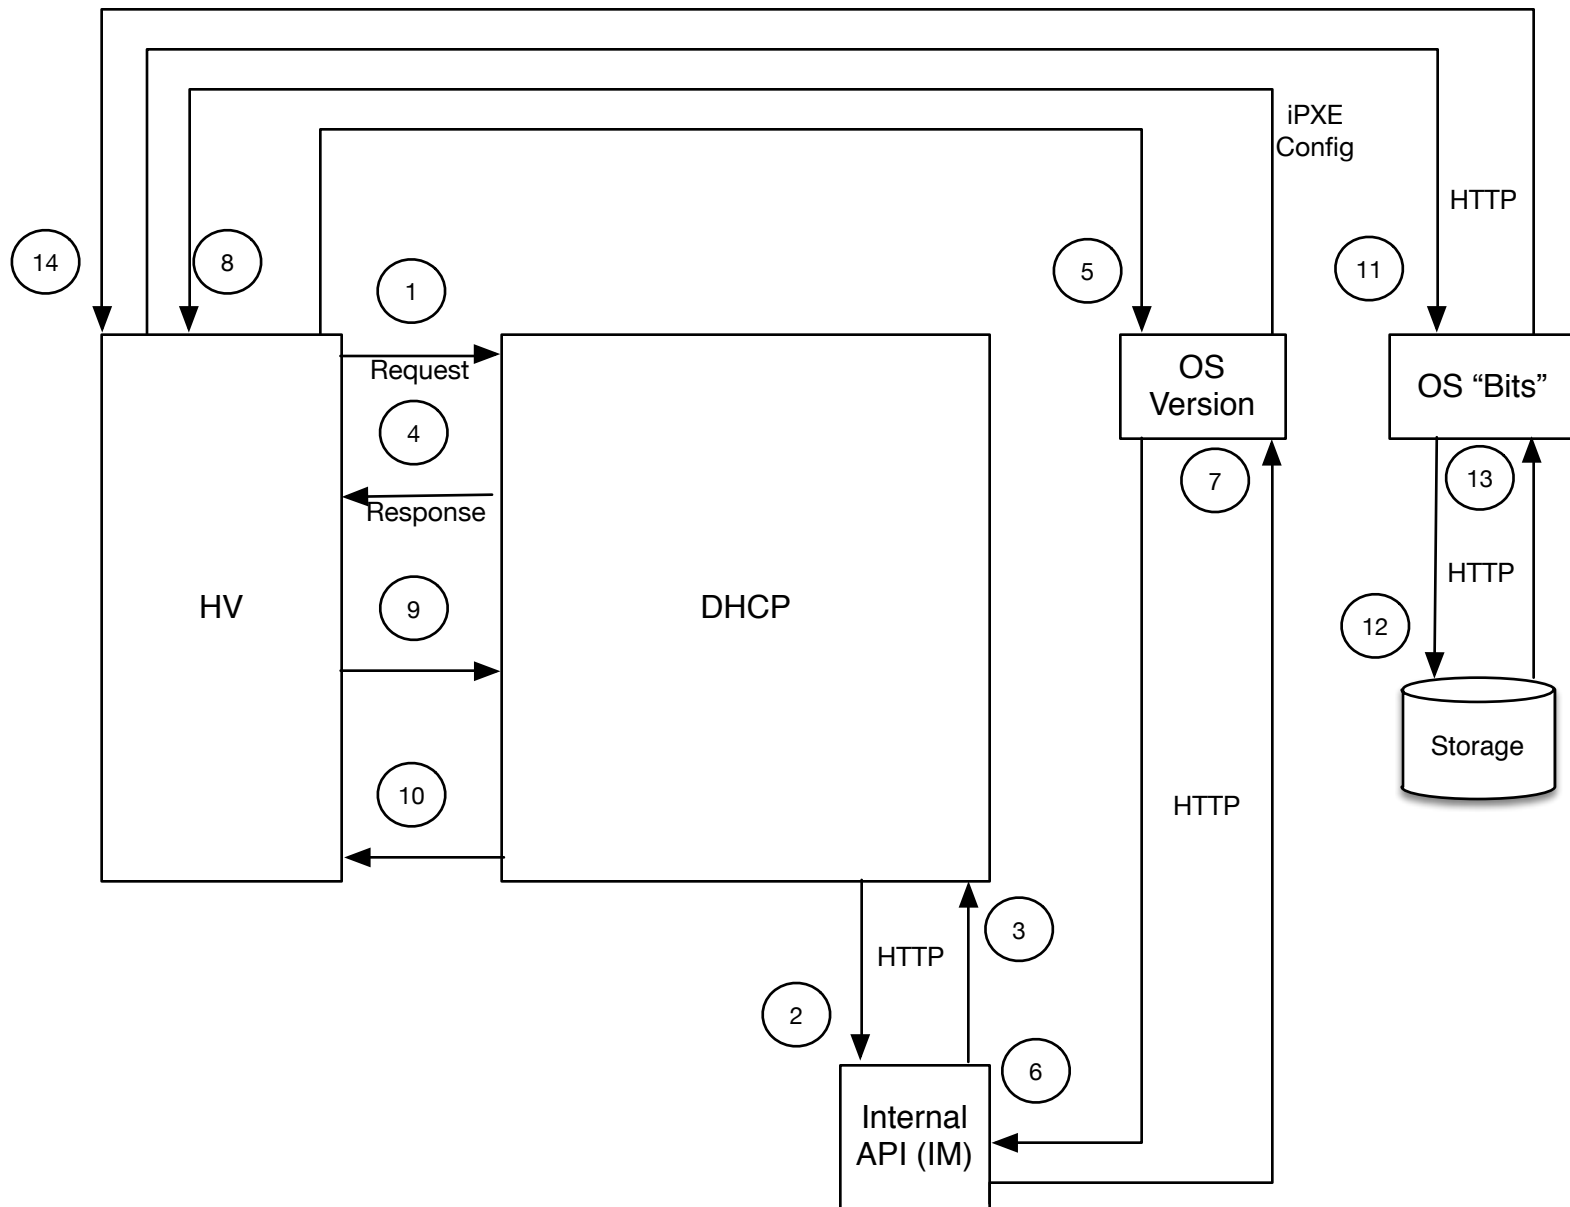 iPXE
Config
HTTP
14
8
1
5
11
Request
OS
Version
OS “Bits”
4
7
13
Response
HV
9
DHCP
HTTP
12
Storage
10
HTTP
3
HTTP
2
6
Internal
API (IM)